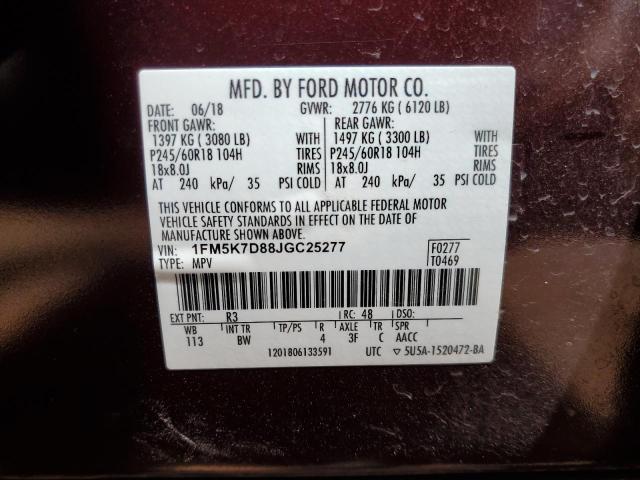 MFD. BY FORD MOTOR CO.
DATE: 06/18 GVWR: 2776 KG ( 6120 LB)
FRONT GAWR: REAR GAWR:
1397 KG ( 3080 LB) WITH 1497 KG ( 3300 LB) WITH
P245/60R18 104H TIRES P245/60R18 104H TIRES
18x8.0J RIMS 18x8.0J RIMS
AT 240 kPa/ 35 PSI COLD AT 240 kPa/ 35 PSI COLD
THIS VEHICLE CONFORMS TO ALL APPLICABLE FEDERAL MOTOR
VEHICLE SAFETY STANDARDS IN EFFECT ON THE DATE OF
MANUFACTURE SHOWN ABOVE.
VIN: 1FM5K7D88JGC25277 F0277
TYPE: MPV T0469
EXT PNT: R3 RC: 48 DSO:
WB INT TR TP/PS R AXLE TR SPR
113 BW 4 3F C AACC
1201806133591 UTC ▽ 5U5A-1520472-BA